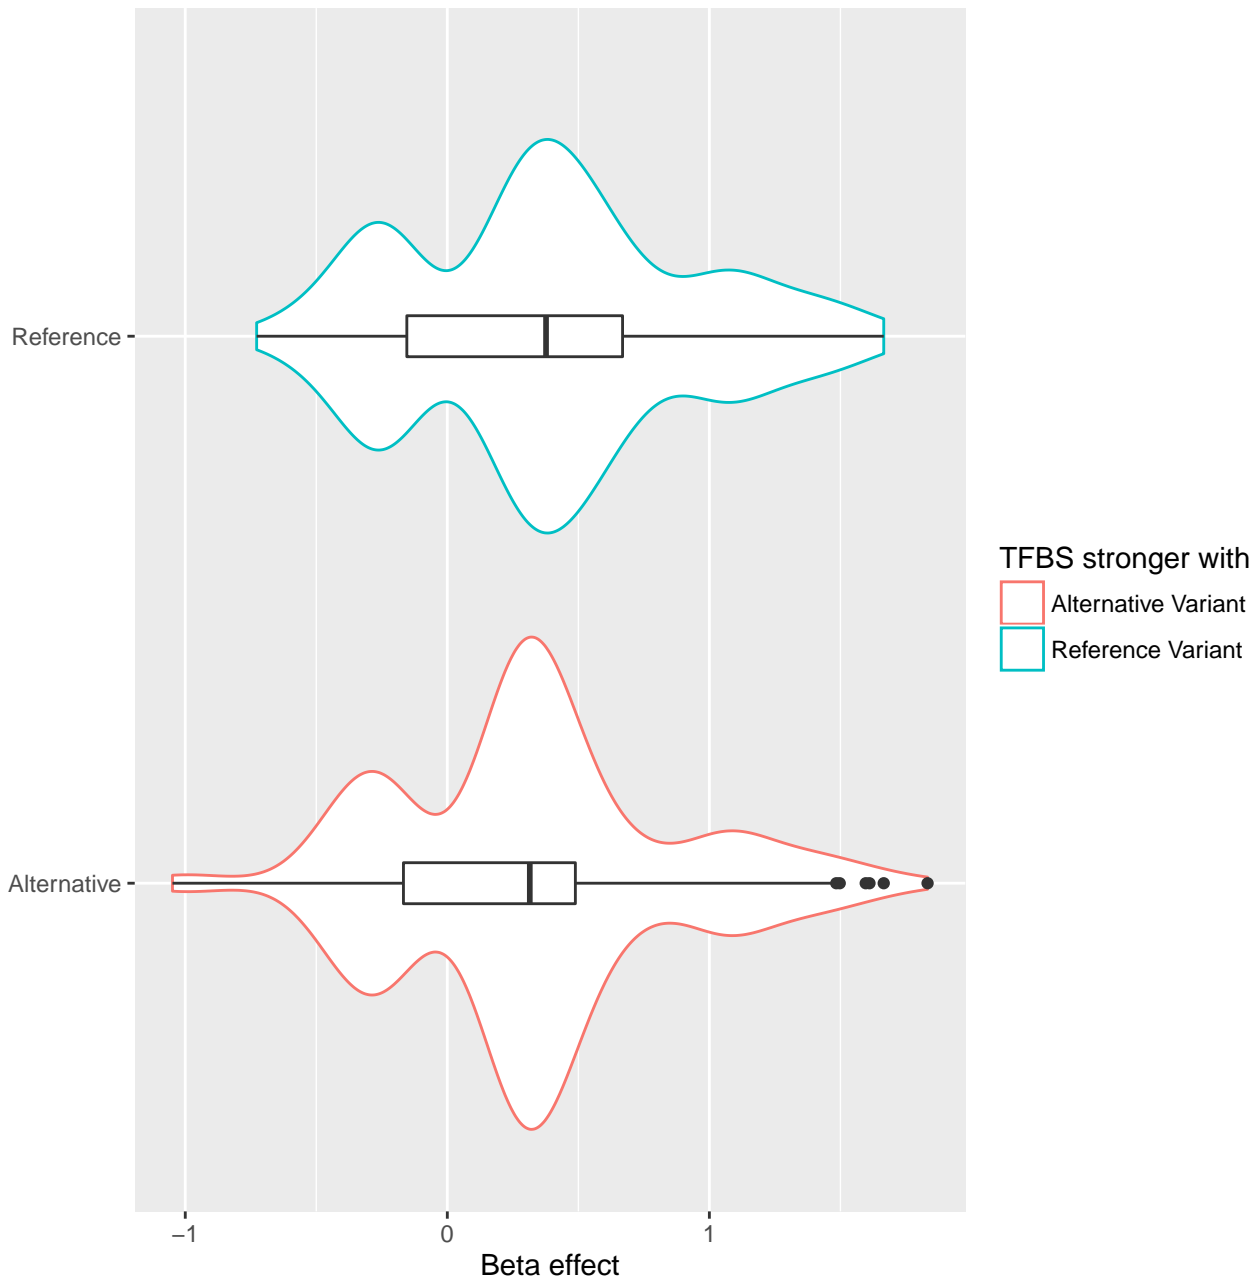 Reference
Alternative
−1
0
1
Beta effect
TFBS stronger with
Alternative Variant
Reference Variant